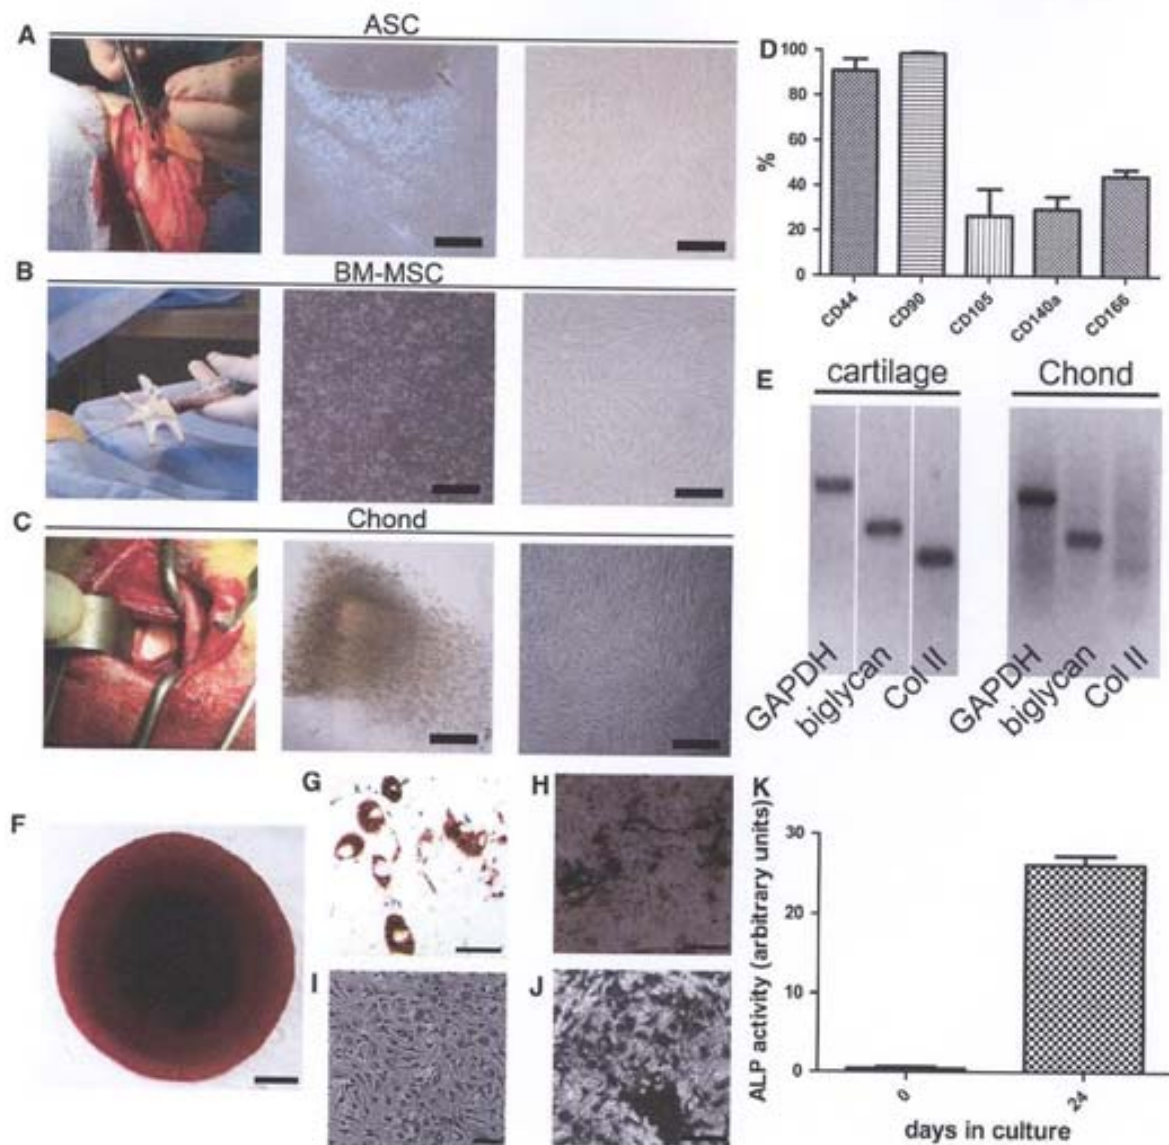 A
ASC
B
BM-MSC
C
Chond
D
100
80
60
40
20
0
%
CD44
CD90
CD105
CD140a
CD166
E
cartilage
Chond
GAPDH
biglycan
Col II
GAPDH
biglycan
Col II
F
G
H
I
J
K
ALP activity (arbitrary units)
30
20
10
0
0
24
days in culture